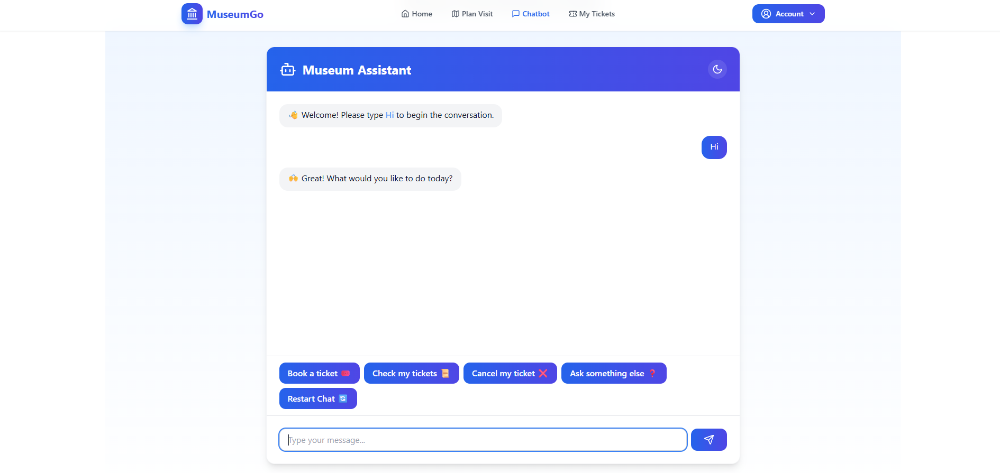 MuseumGo
Home
Plan Visit
Chatbot
My Tickets
Account
Museum Assistant
👋 Welcome! Please type Hi to begin the conversation.
Hi
🙌 Great! What would you like to do today?
Book a ticket 🎟️
Check my tickets 📜
Cancel my ticket ❌
Ask something else ❓
Restart Chat 🔄
Type your message...